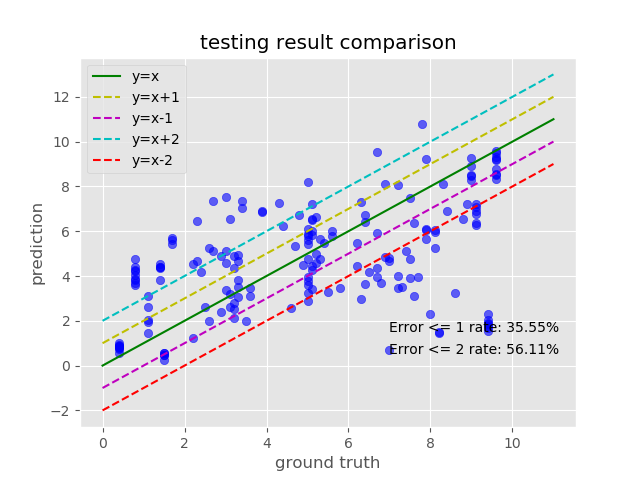 testing result comparison
y=x
y=x+1
y=x-1
y=x+2
y=x-2
12
10
8
6
4
2
0
−2
prediction
Error <= 1 rate: 35.55%
Error <= 2 rate: 56.11%
0 2 4 6 8 10
ground truth